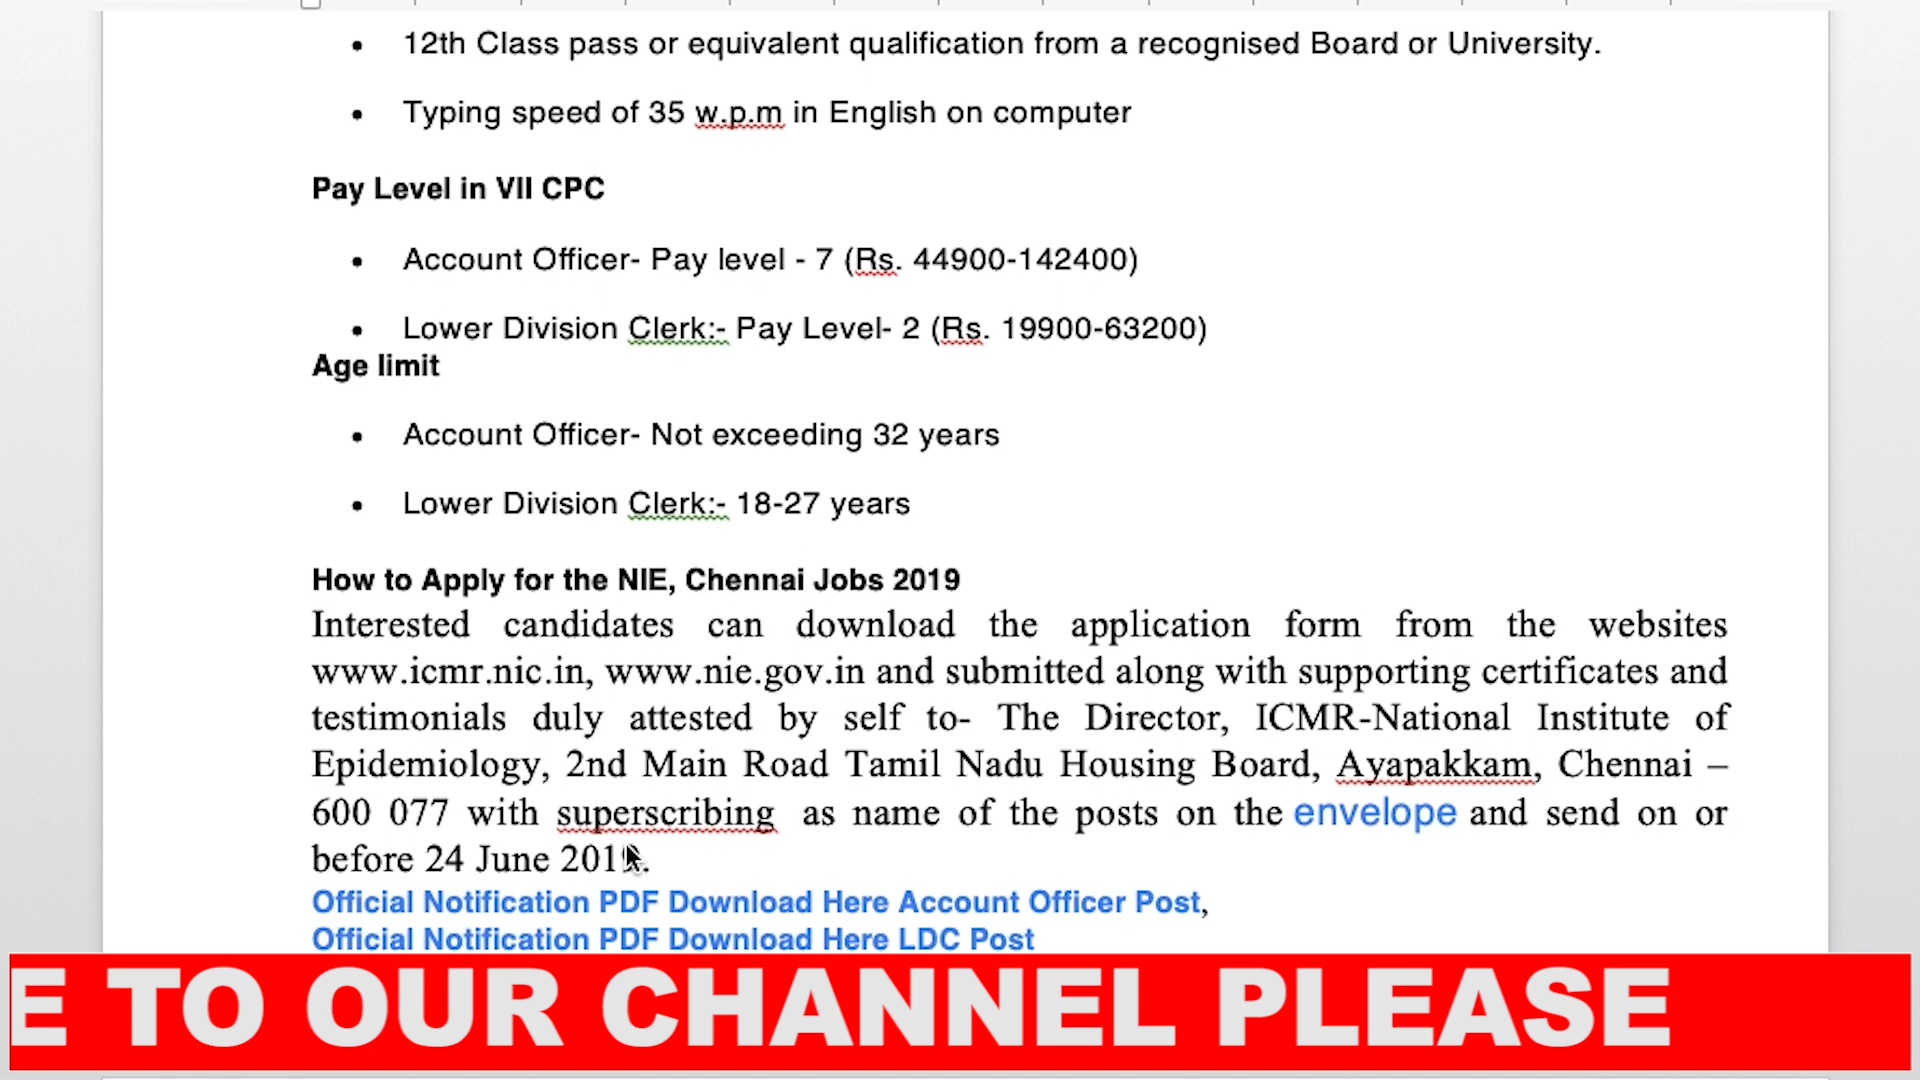 • 12th Class pass or equivalent qualification from a recognised Board or University.
• Typing speed of 35 w.p.m in English on computer
Pay Level in VII CPC
• Account Officer- Pay level - 7 (Rs. 44900-142400)
• Lower Division Clerk:- Pay Level- 2 (Rs. 19900-63200)
Age limit
• Account Officer- Not exceeding 32 years
• Lower Division Clerk:- 18-27 years
How to Apply for the NIE, Chennai Jobs 2019
Interested candidates can download the application form from the websites
www.icmr.nic.in, www.nie.gov.in and submitted along with supporting certificates and
testimonials duly attested by self to- The Director, ICMR-National Institute of
Epidemiology, 2nd Main Road Tamil Nadu Housing Board, Ayapakkam, Chennai –
600 077 with superscribing as name of the posts on the envelope and send on or
before 24 June
Official Notification PDF Download Here Account Officer Post,
Official Notification PDF Download Here LDC Post
E TO OUR CHANNEL PLEASE